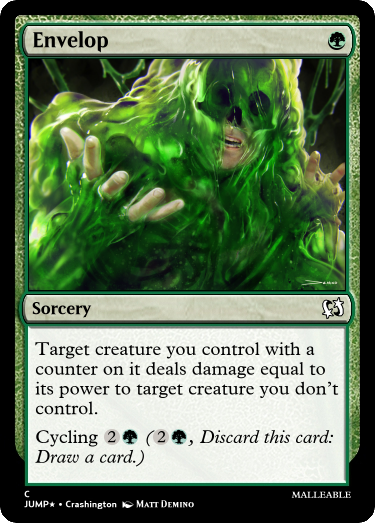 Envelop
Sorcery
Target creature you control with a
counter on it deals damage equal to
its power to target creature you don't
control.
Cycling 2 (2, Discard this card:
Draw a card.)
C
JUMP★ • Crashington Matt Demino
MALLEABLE